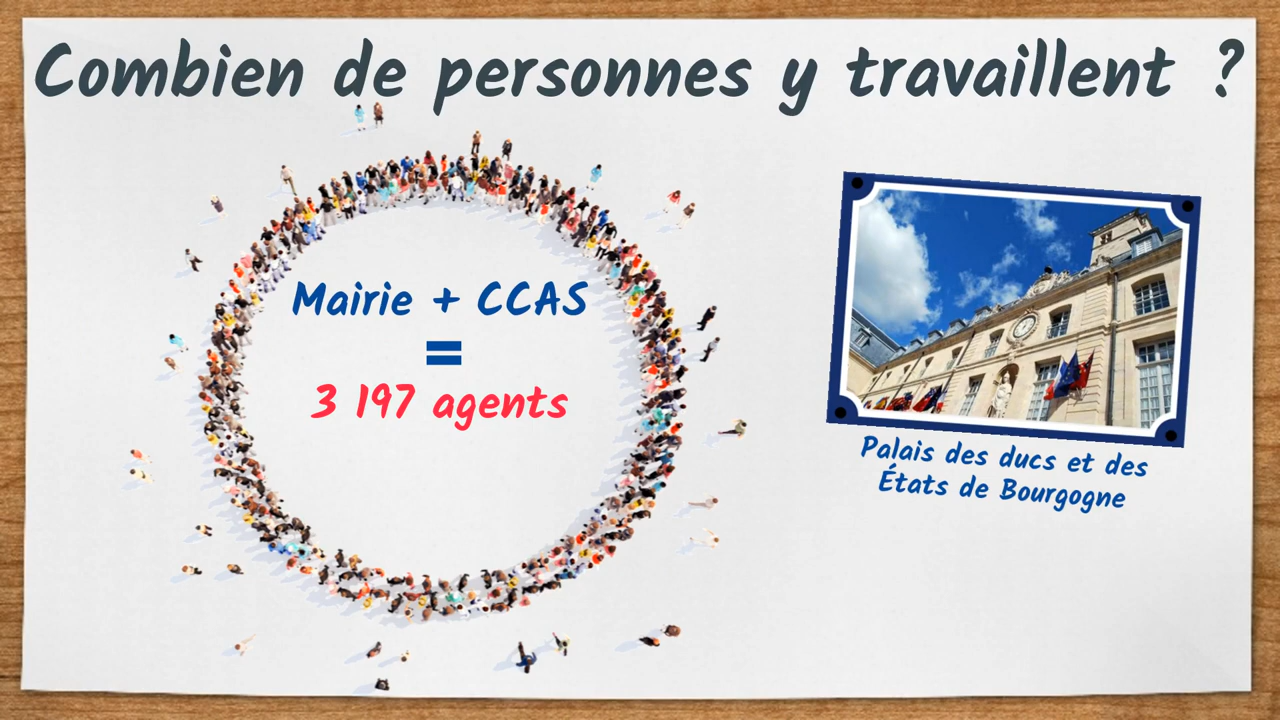 Combien de personnes y travaillent ?
Mairie + CCAS
=
3 197 agents
Palais des ducs et des
États de Bourgogne